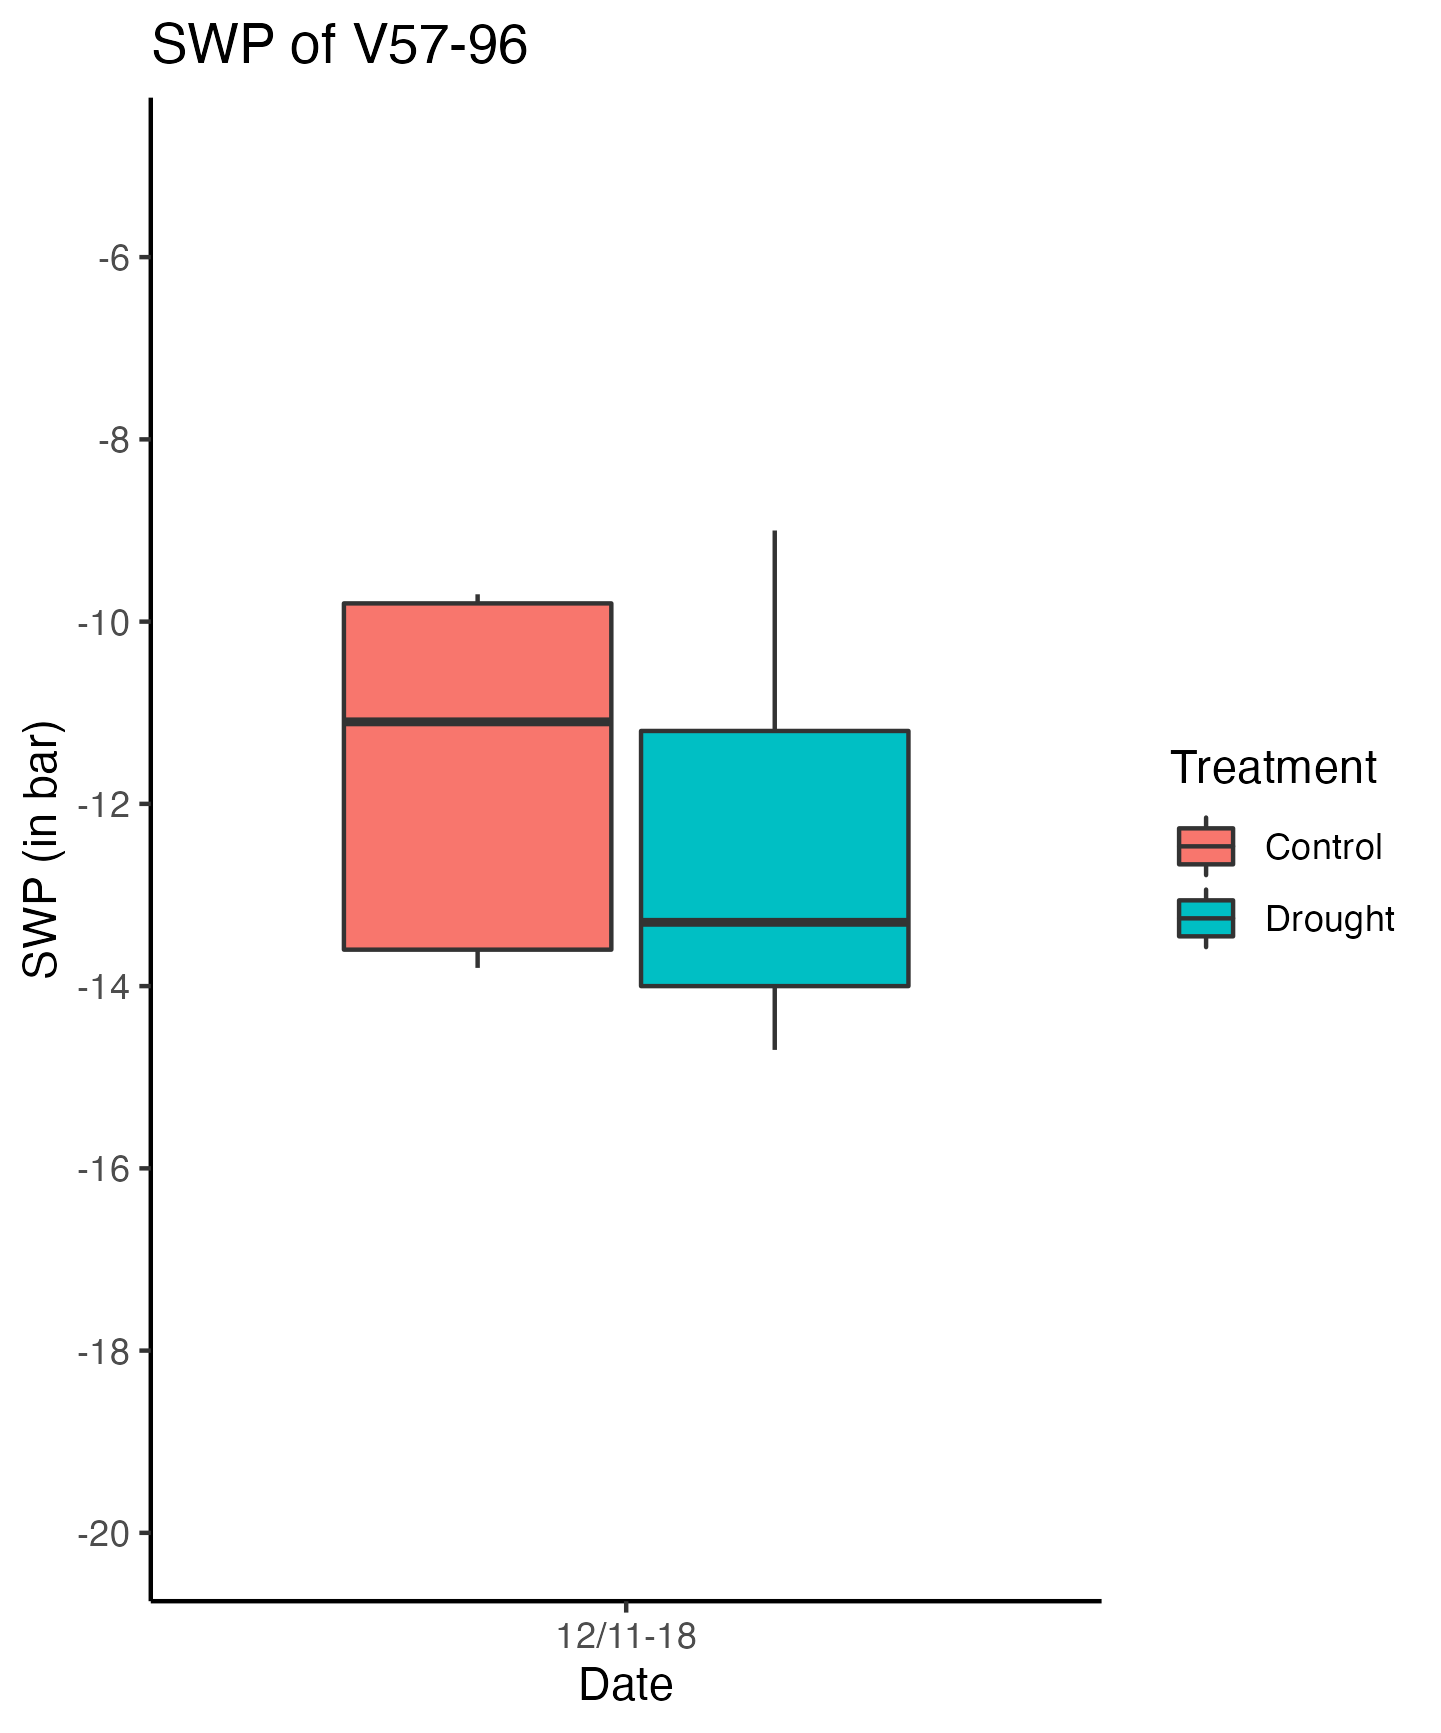 SWP of V57-96
SWP (in bar)
-6
-8
-10
-12
-14
-16
-18
-20
12/11-18
Date
Treatment
Control
Drought